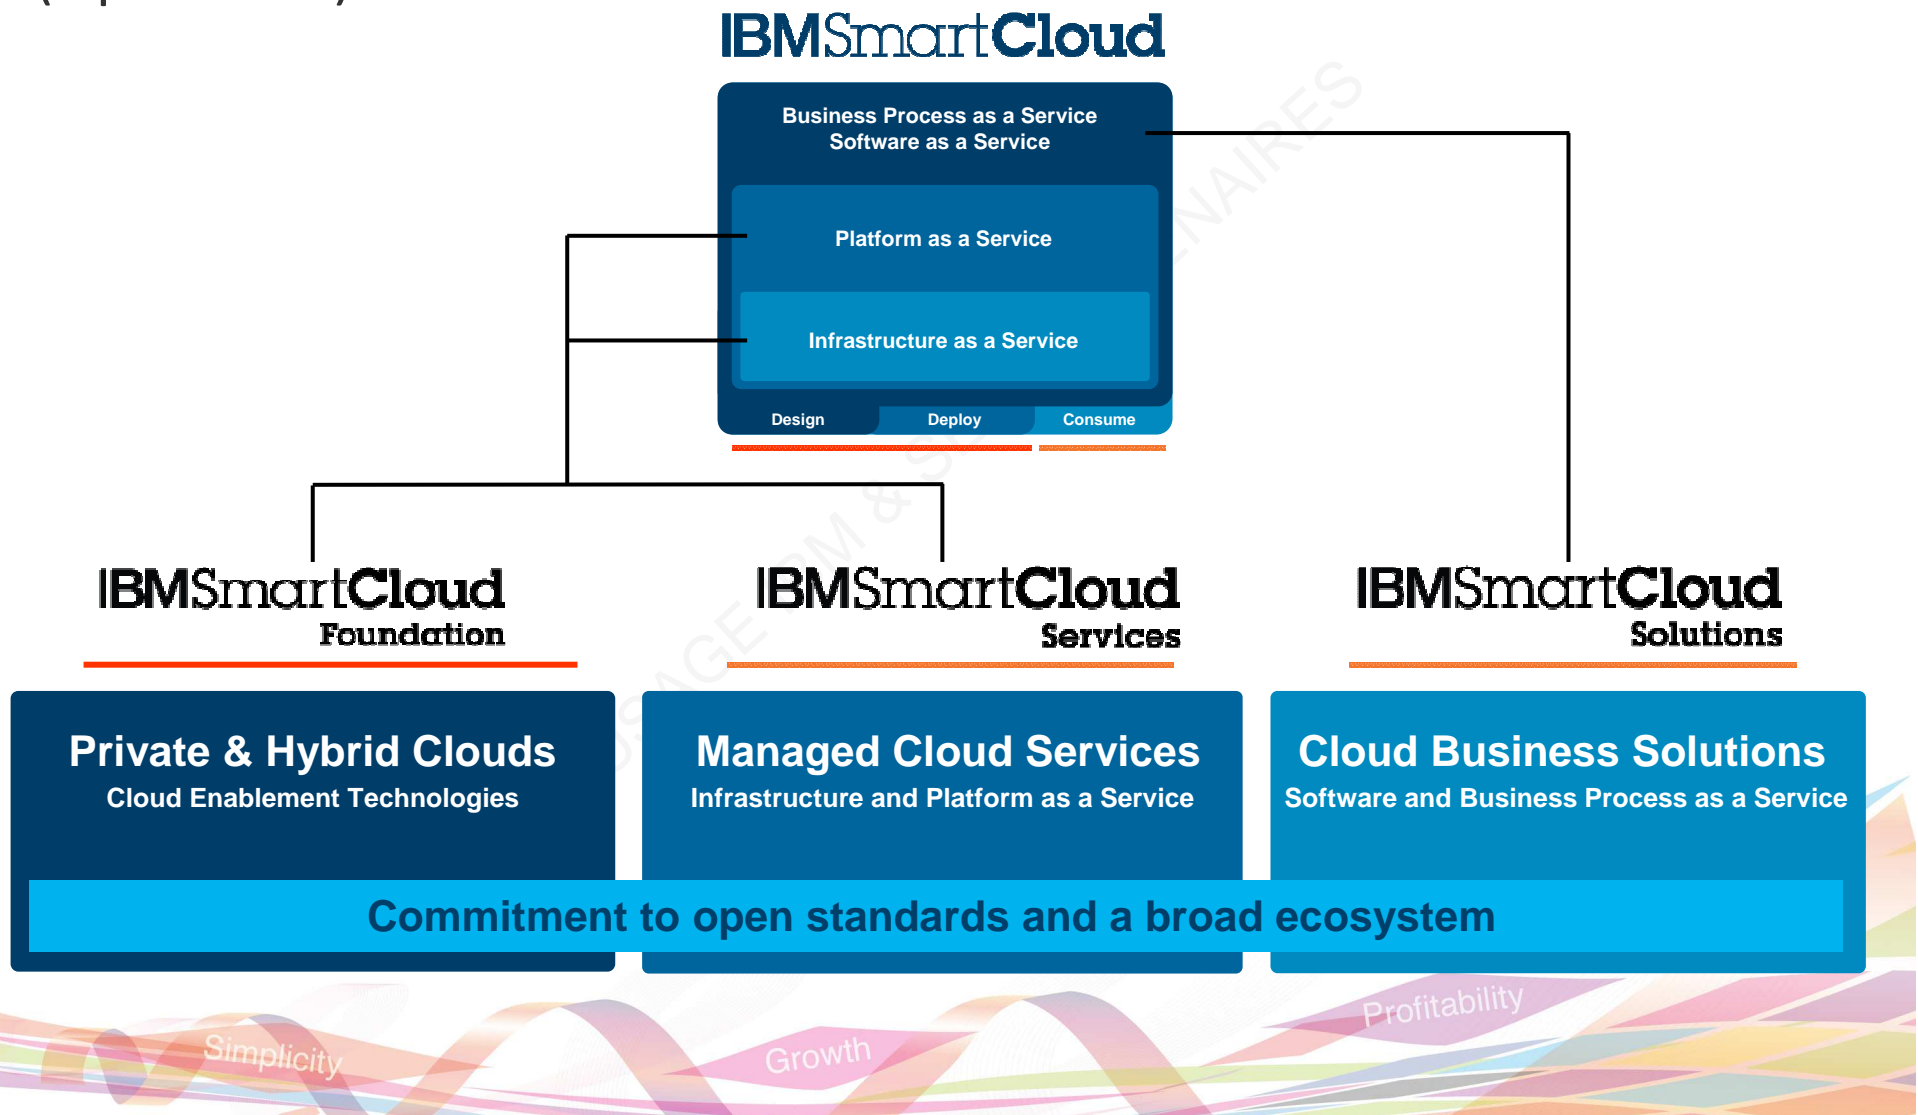 IBMSmartCloud
Business Process as a Service
Software as a Service
Platform as a Service
Infrastructure as a Service
Design Deploy Consume
IBMSmartCloud
Foundation
IBMSmartCloud
Services
IBMSmartCloud
Solutions
Private & Hybrid Clouds
Cloud Enablement Technologies
Managed Cloud Services
Infrastructure and Platform as a Service
Cloud Business Solutions
Software and Business Process as a Service
Commitment to open standards and a broad ecosystem
Simplicity
Growth
Profitability
USAGE IBM &